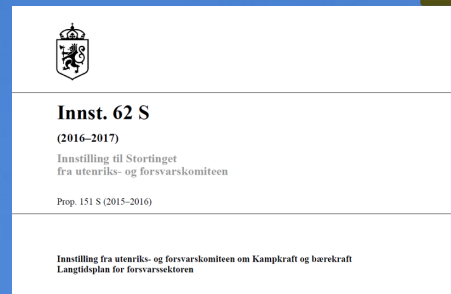 Innst. 62 S
(2016–2017)
Innstilling til Stortinget
fra utenriks- og forsvarskomiteen
Prop. 151 S (2015–2016)
Innstilling fra utenriks- og forsvarskomiteen om Kampkraft og bærekraft
Langtidsplan for forsvarssektoren